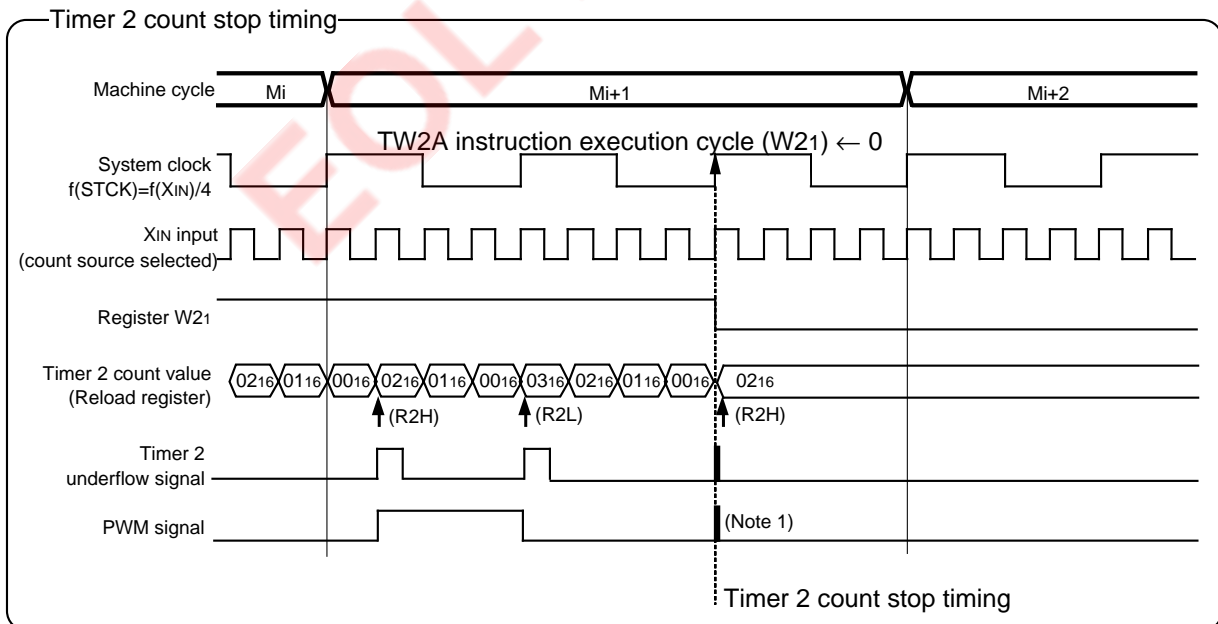 Timer 2 count stop timing
EOL
Machine cycle Mi Mi+1 Mi+2
TW2A instruction execution cycle (W21) ← 0
System clock
f(STCK)=f(XIN)/4
XIN input
(count source selected)
Register W21
Timer 2 count value
(Reload register)
0216 0116 0016 0216 0116 0016 0316 0216 0116 0016 0216
(R2H) (R2L) (R2H)
Timer 2
underflow signal
PWM signal
(Note 1)
Timer 2 count stop timing